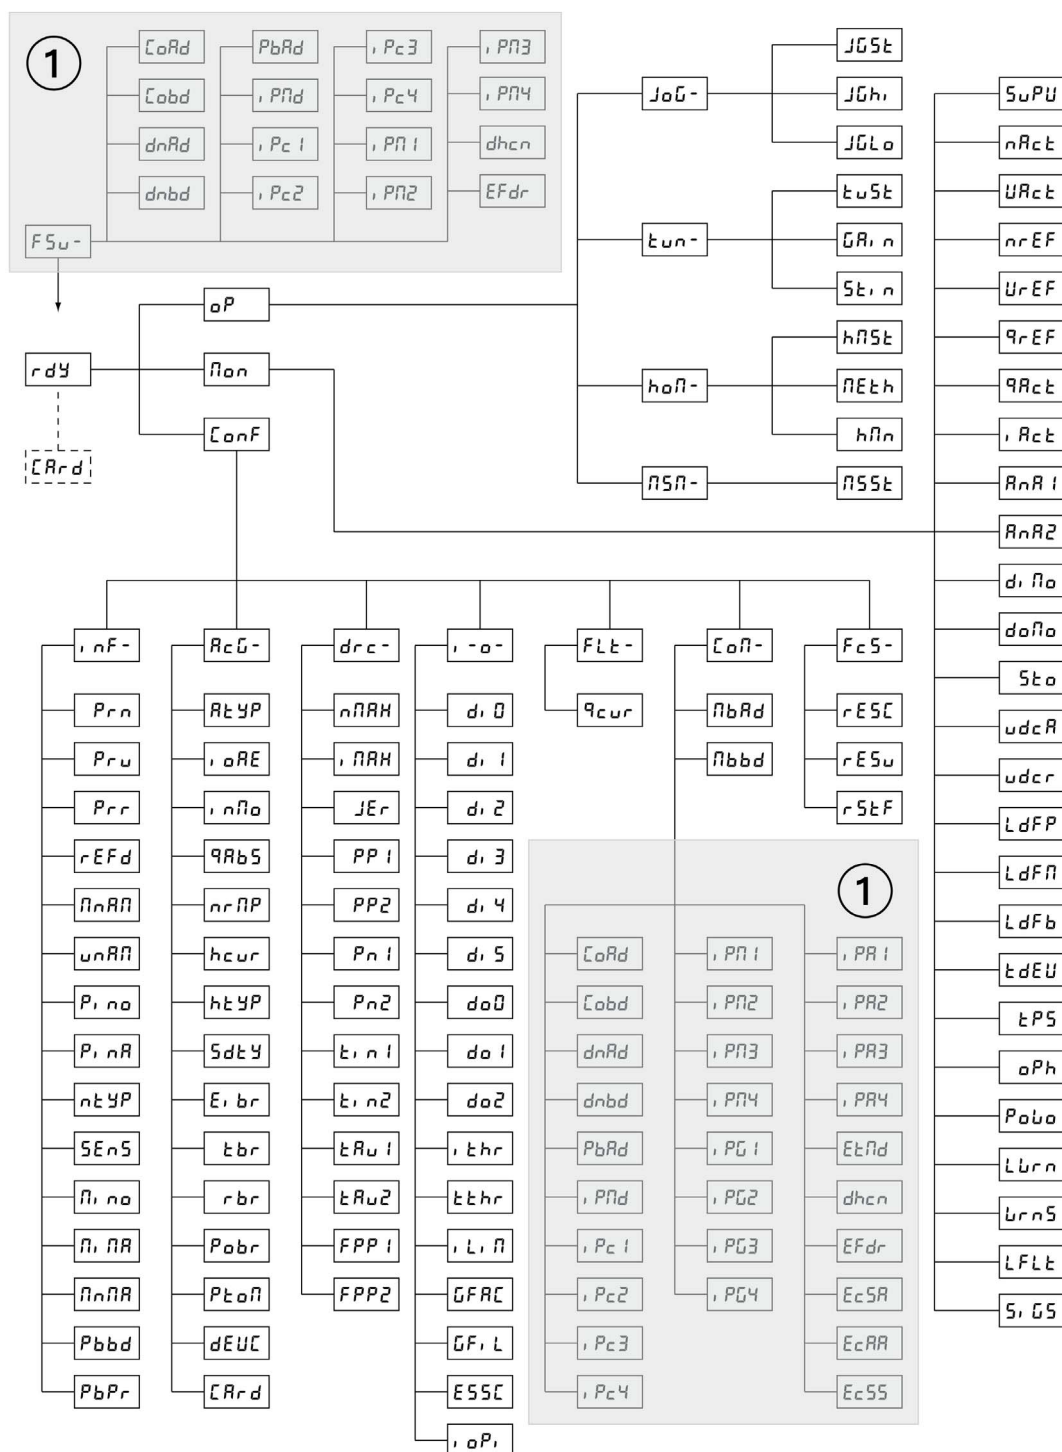 1
CoAd
Cobd
dnAd
dnbd
PbAd
iPMd
iPc1
iPc2
iPc3
iPc4
iPM1
iPM2
iPM3
iPM4
dhcn
EFdr
FSu-
rdY
CArd
oP
Mon
ConF
JoG-
JGSt
JGhi
JGLo
tun-
tuSt
GAin
Stin
hoM-
hMSt
MEth
hMn
MSM-
MSSt
SuPV
nAct
VAct
nrEF
VrEF
qrEF
qAct
iAct
AnA1
AnA2
diMo
doMo
Sto
udcA
udcr
LdFP
LdFM
LdFb
tdEV
tPS
oPh
PoWo
LWrn
WrnS
LFLt
SiGS
inF-
Prn
Pru
Prr
rEFd
MnAM
unAM
Pino
PinA
ntYP
SEnS
Mino
MiMA
MnMA
Pbbd
PbPr
AcG-
AtYP
ioAE
inMo
qAbS
nrMP
hcur
htYP
SdtY
Eibr
tbr
rbr
Pobr
PtoM
dEVC
CArd
drc-
nMAX
iMAX
JEr
PP1
PP2
Pn1
Pn2
tin1
tin2
tAu1
tAu2
FPP1
FPP2
i-o-
di0
di1
di2
di3
di4
di5
do0
do1
do2
ithr
tthr
iLiM
GFAC
GFiL
ESSC
ioPi
FLt-
qcur
CoM-
MbAd
Mbbd
FcS-
rESC
rESu
rStF
1
CoAd
Cobd
dnAd
dnbd
PbAd
iPMd
iPc1
iPc2
iPc3
iPc4
iPM1
iPM2
iPM3
iPM4
iPG1
iPG2
iPG3
iPG4
iPA1
iPA2
iPA3
iPA4
EtMd
dhcn
EFdr
EcSA
EcAA
EcSS